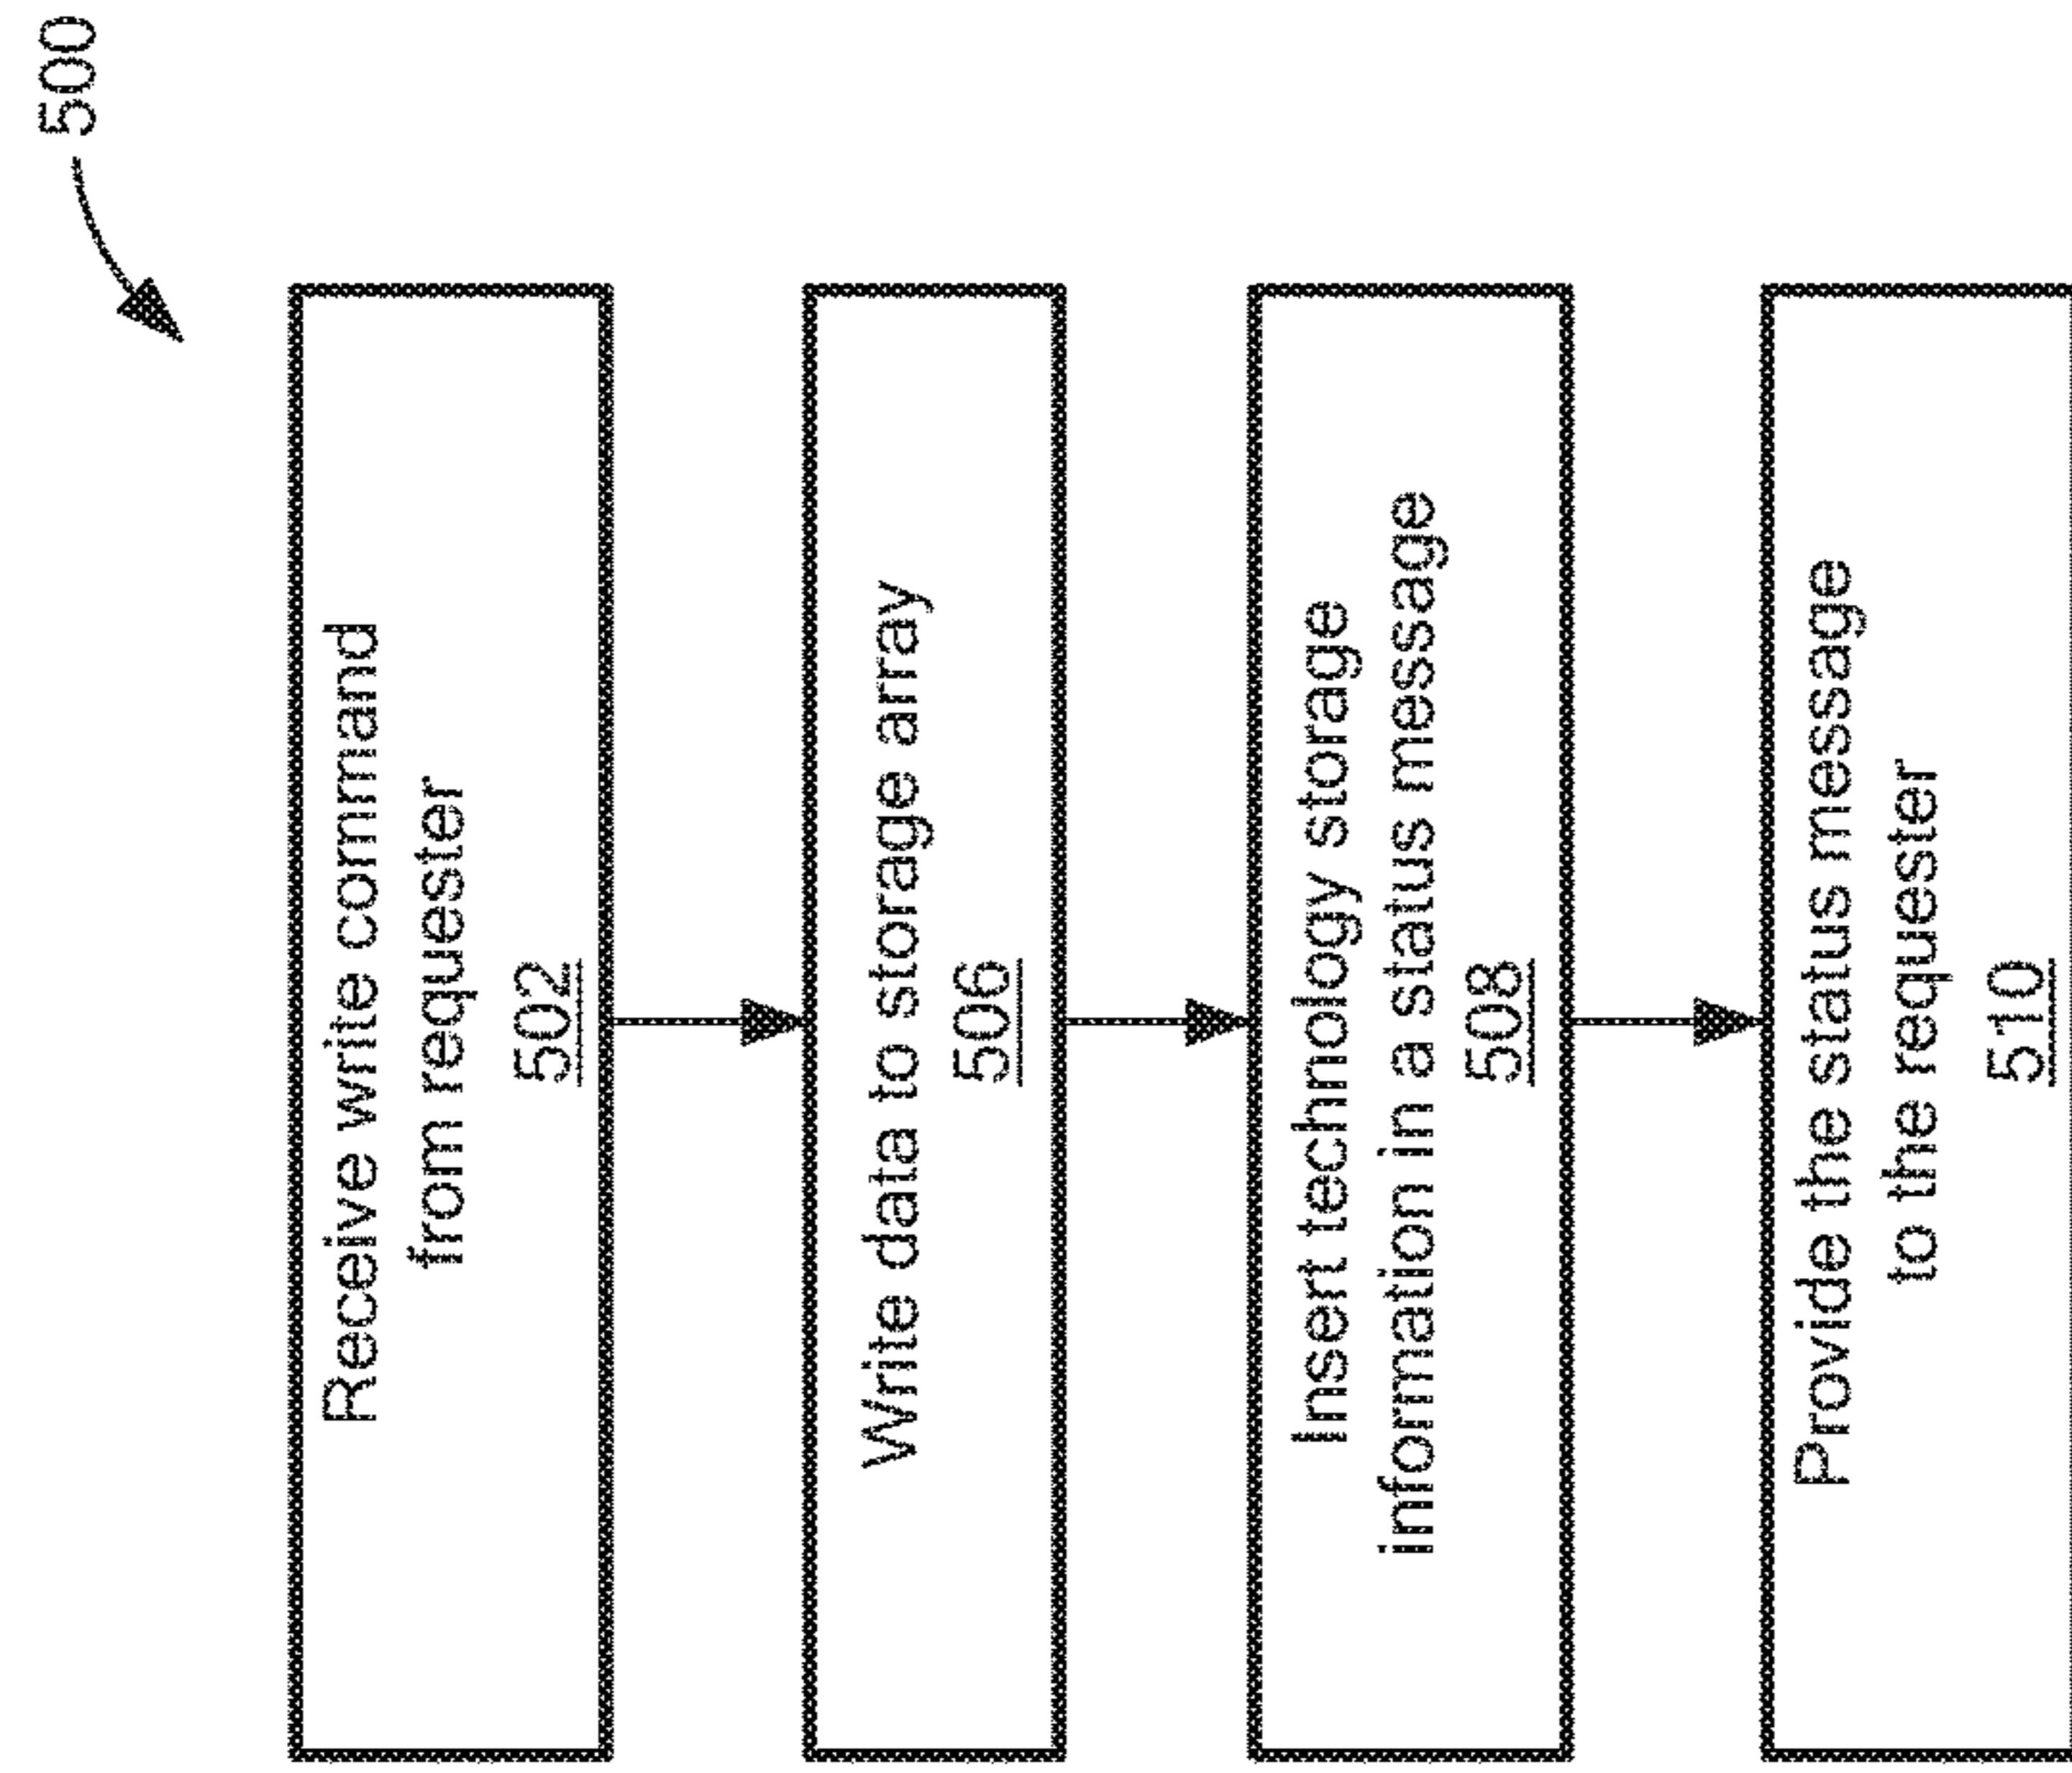 500
Receive write command
from requester
502
Write data to storage array
506
Insert technology storage
information in a status message
508
Provide the status message
to the requester
510